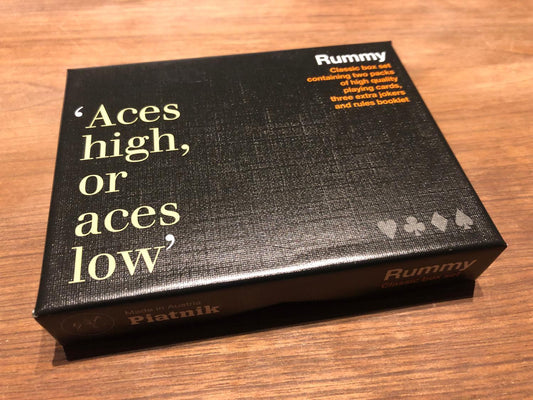 Rummy
Classic box set
containing two packs
of high quality
playing cards,
three extra jokers
and rules booklet
‘Aces
high,
or
aces
low’
Made in Austria
Piatnik
Rummy
Classic box set